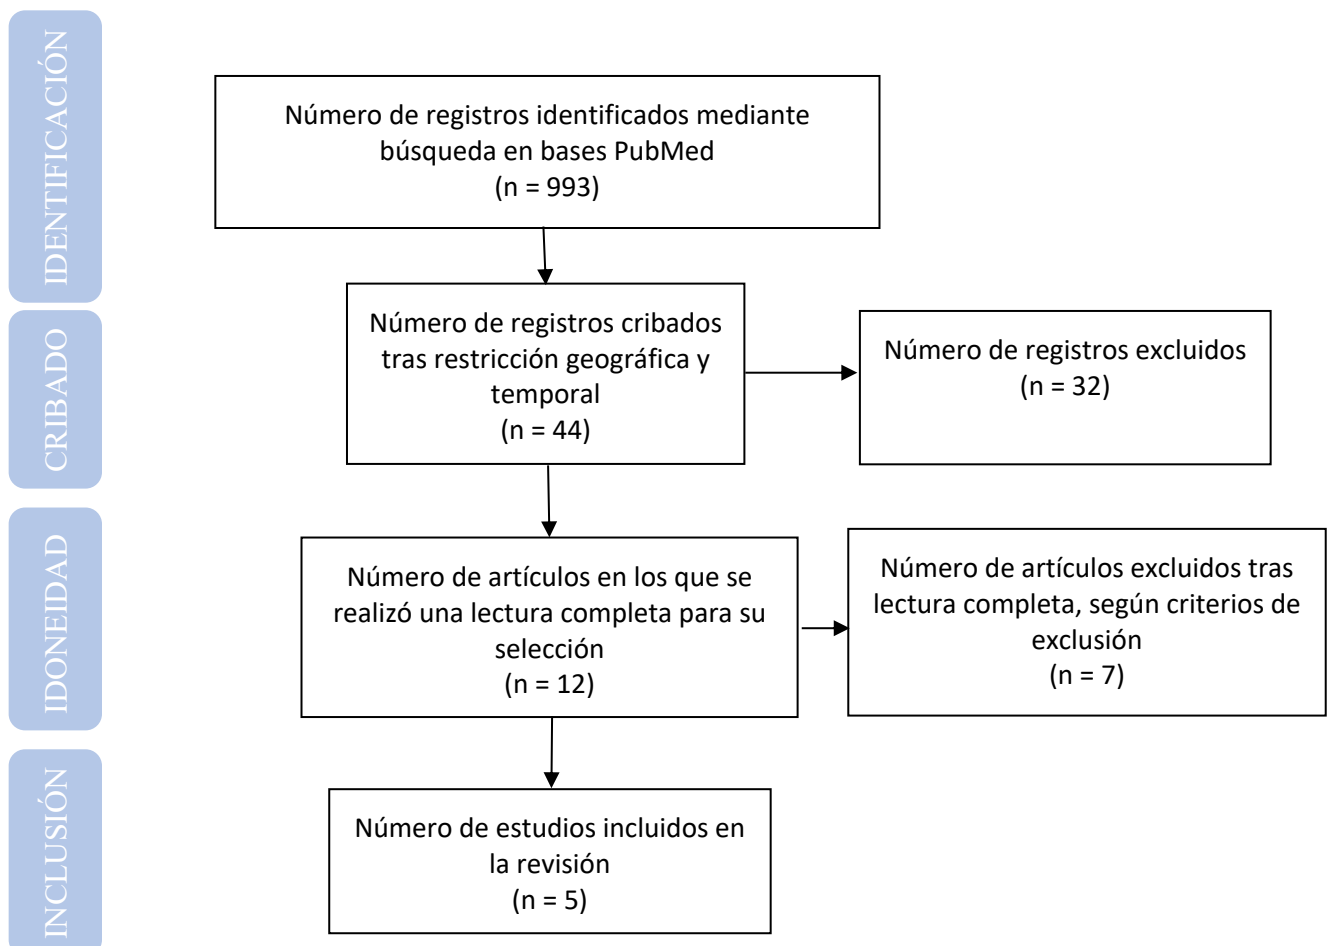 IDENTIFICACIÓN
Número de registros identificados mediante
búsqueda en bases PubMed
(n = 993)
CRIBADO
Número de registros cribados
tras restricción geográfica y
temporal
(n = 44)
Número de registros excluidos
(n = 32)
IDONEIDAD
Número de artículos en los que se
realizó una lectura completa para su
selección
(n = 12)
Número de artículos excluidos tras
lectura completa, según criterios de
exclusión
(n = 7)
INCLUSIÓN
Número de estudios incluidos en
la revisión
(n = 5)